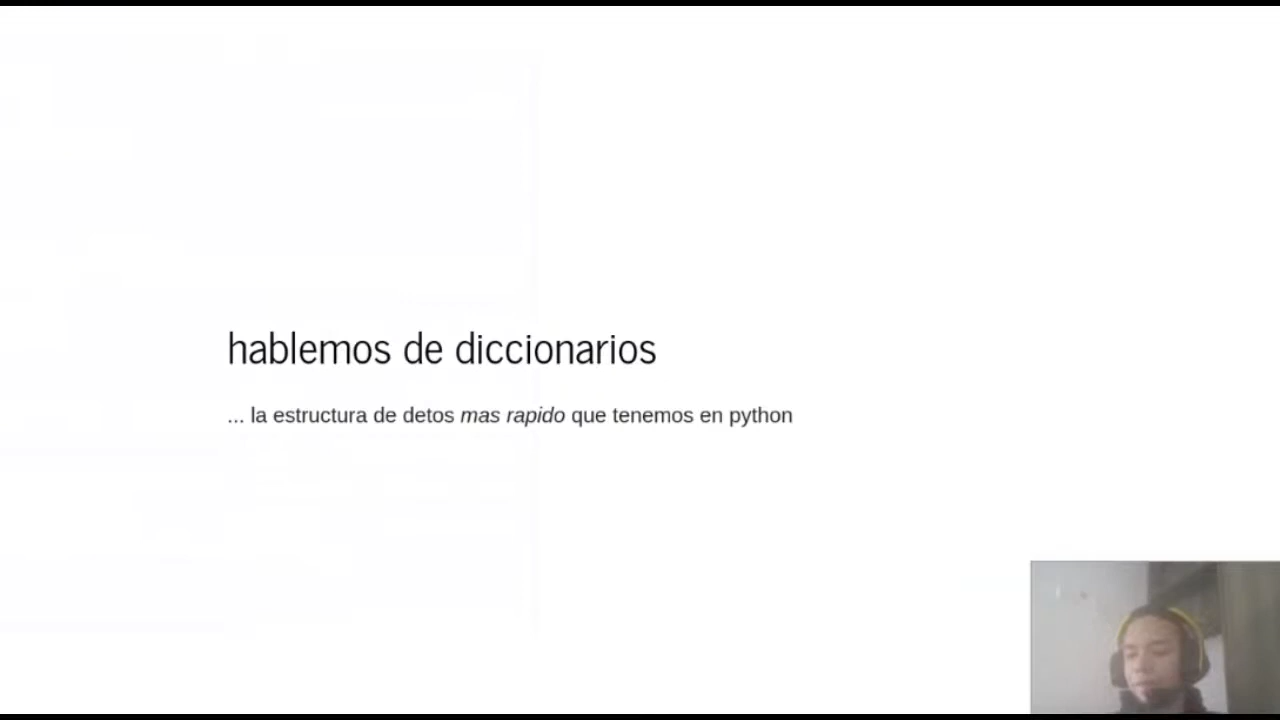 hablemos de diccionarios
... la estructura de detos mas rapido que tenemos en python